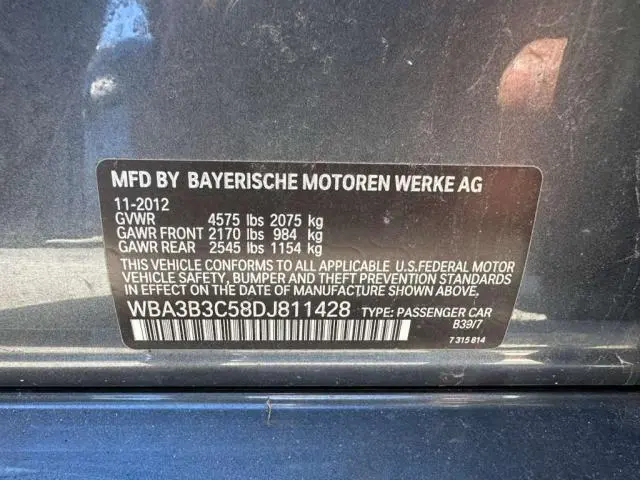 MFD BY BAYERISCHE MOTOREN WERKE AG
11-2012
GVWR 4575 lbs 2075 kg
GAWR FRONT 2170 lbs 984 kg
GAWR REAR 2545 lbs 1154 kg
THIS VEHICLE CONFORMS TO ALL APPLICABLE U.S.FEDERAL MOTOR
VEHICLE SAFETY, BUMPER AND THEFT PREVENTION STANDARDS
IN EFFECT ON THE DATE OF MANUFACTURE SHOWN ABOVE.
WBA3B3C58DJ811428 TYPE: PASSENGER CAR
B39/7
7 315 814